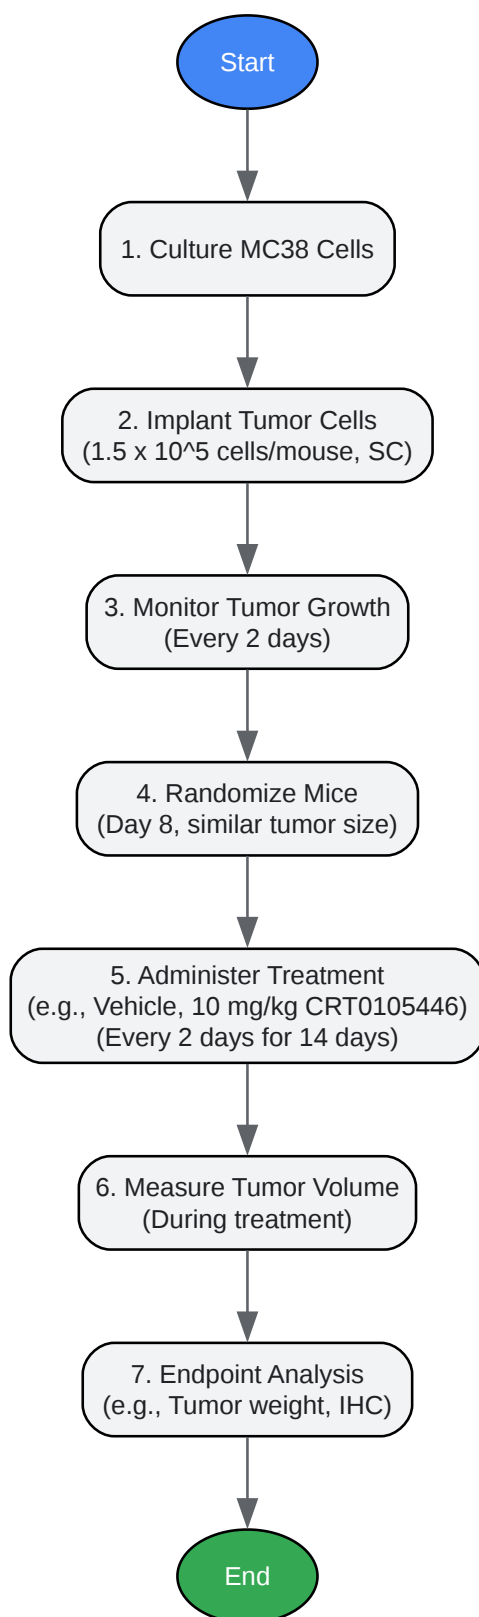 Start
1. Culture MC38 Cells
2. Implant Tumor Cells
(1.5 x 10^5 cells/mouse, SC)
3. Monitor Tumor Growth
(Every 2 days)
4. Randomize Mice
(Day 8, similar tumor size)
5. Administer Treatment
(e.g., Vehicle, 10 mg/kg CRT0105446)
(Every 2 days for 14 days)
6. Measure Tumor Volume
(During treatment)
7. Endpoint Analysis
(e.g., Tumor weight, IHC)
End